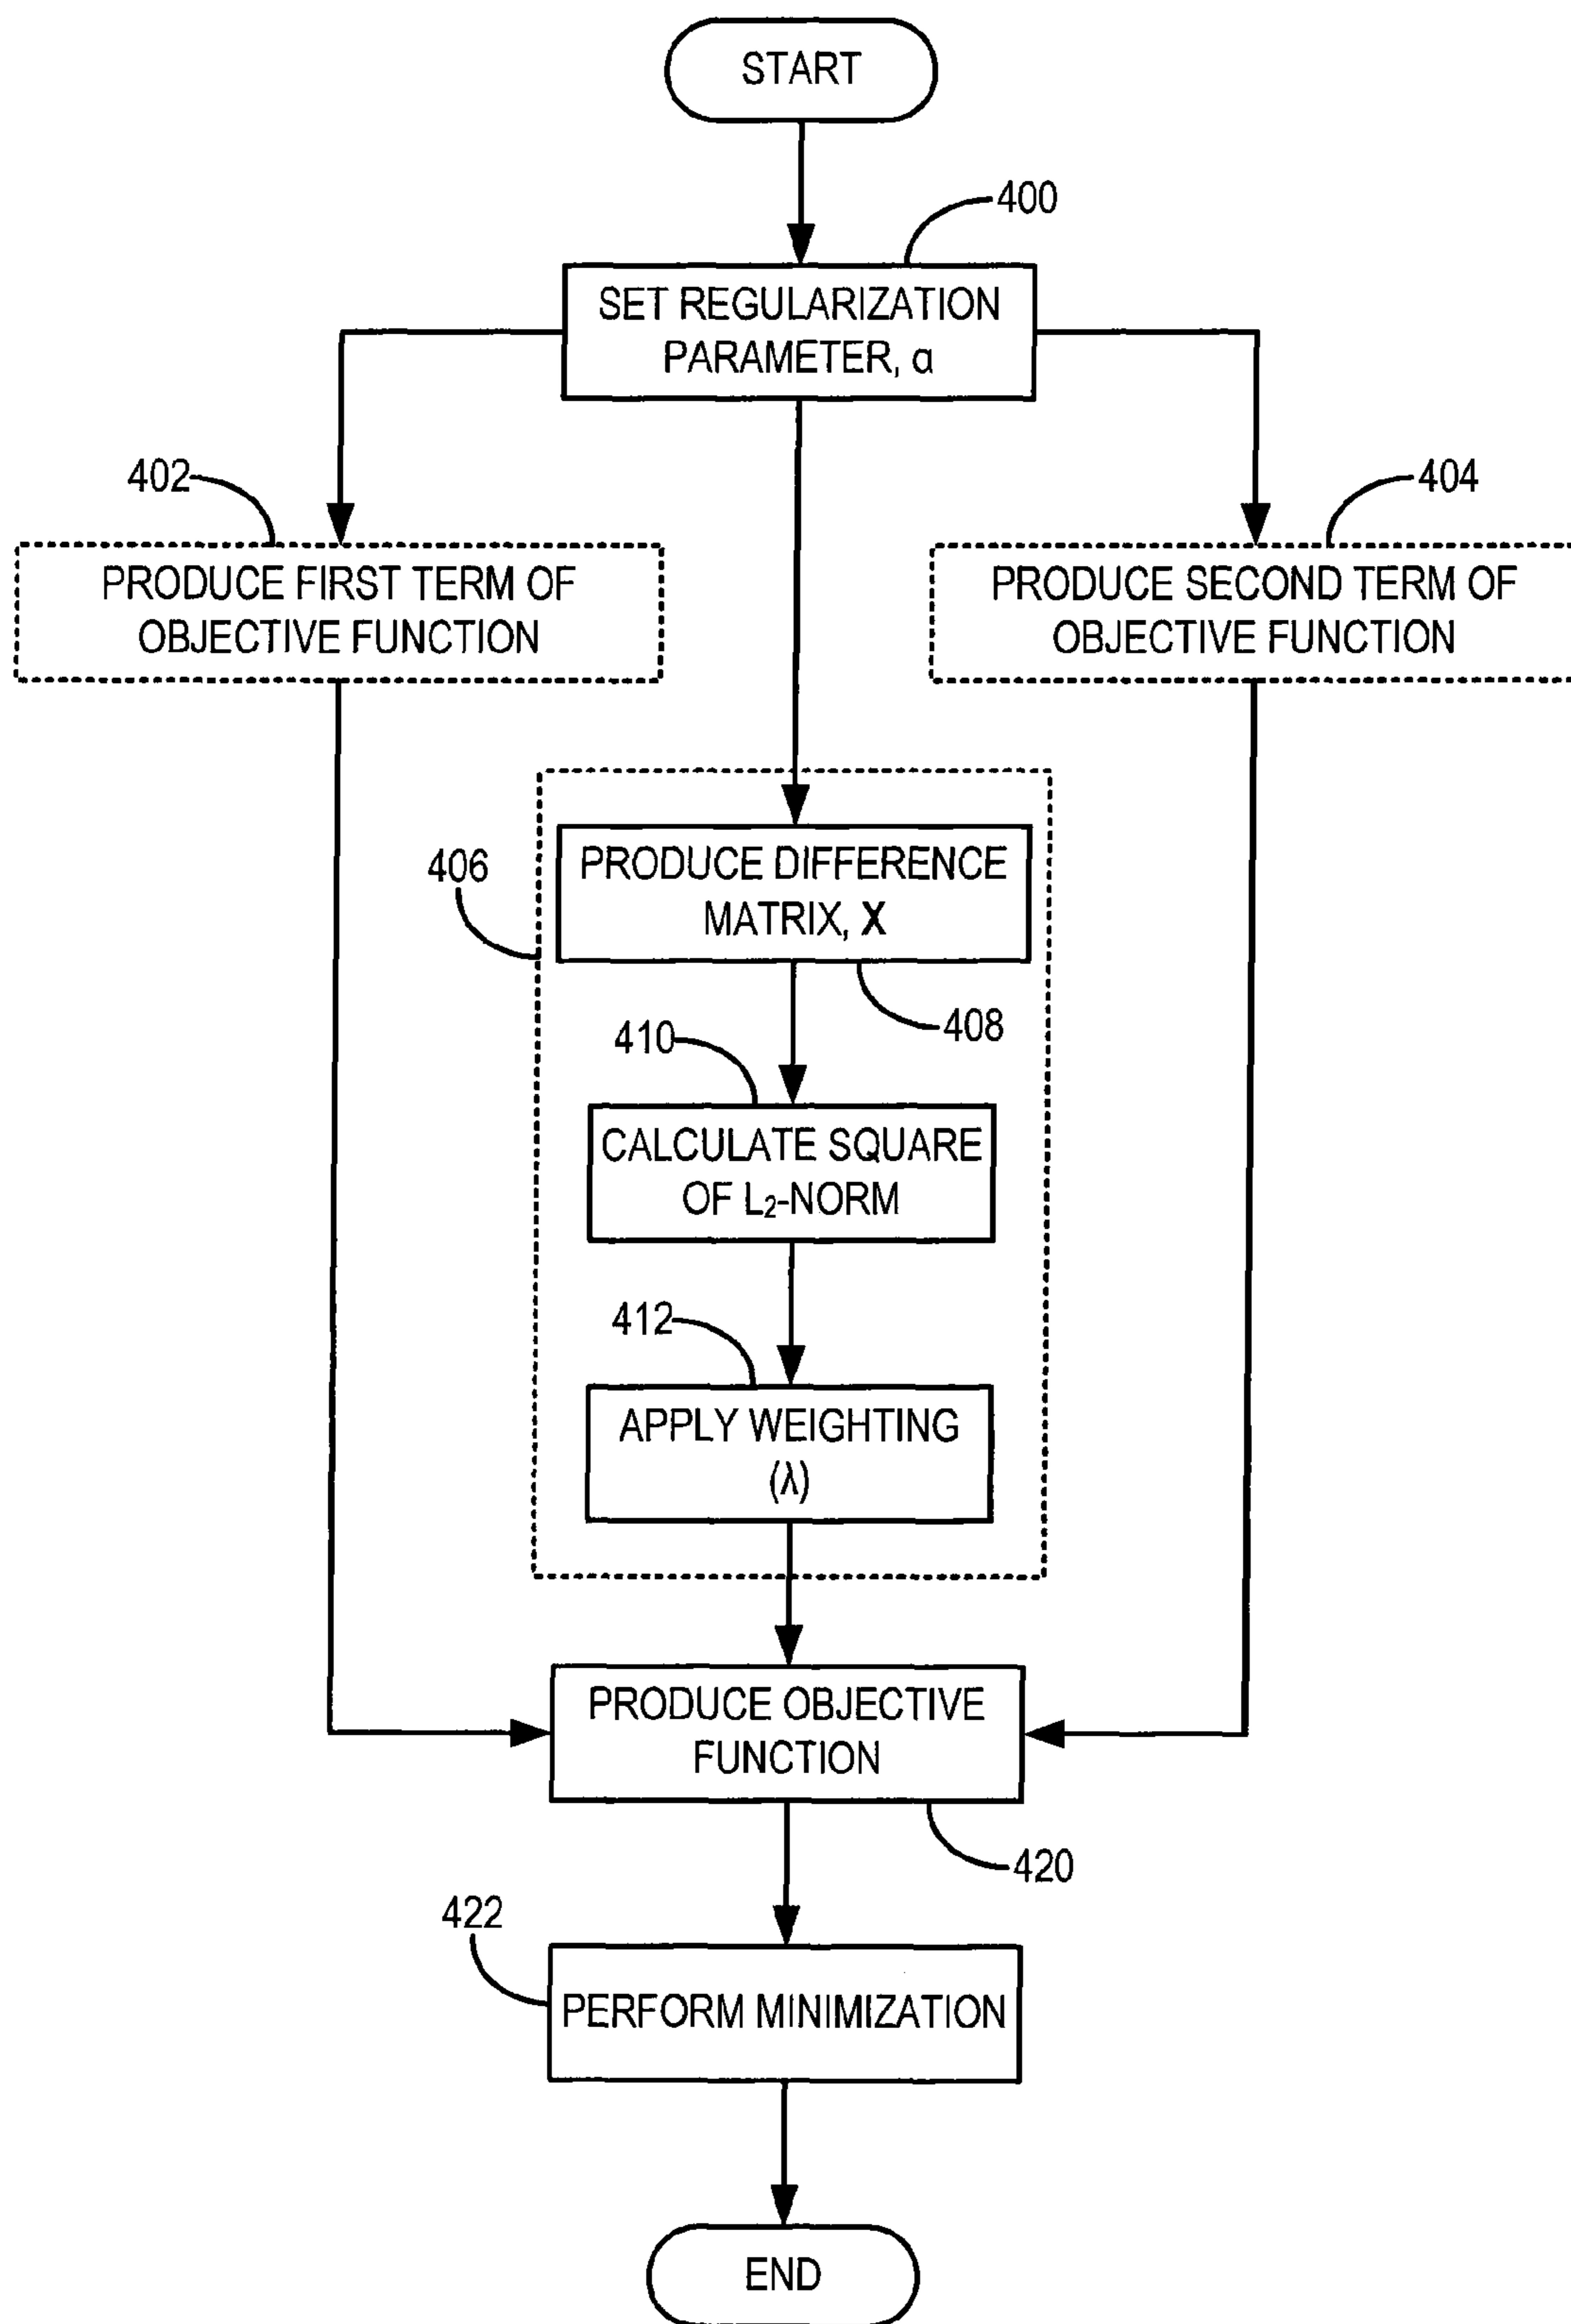 START
400
SET REGULARIZATION
PARAMETER, α
402
404
PRODUCE FIRST TERM OF
OBJECTIVE FUNCTION
PRODUCE SECOND TERM OF
OBJECTIVE FUNCTION
406
PRODUCE DIFFERENCE
MATRIX, X
408
410
CALCULATE SQUARE
OF L₂-NORM
412
APPLY WEIGHTING
(λ)
PRODUCE OBJECTIVE
FUNCTION
420
422
PERFORM MINIMIZATION
END